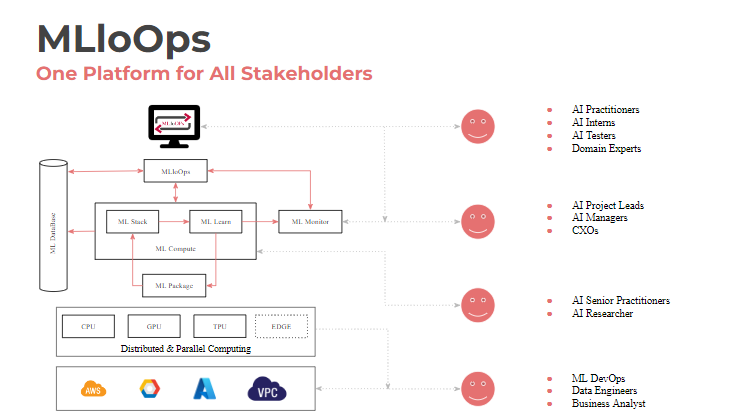 MLIoOps
One Platform for All Stakeholders
MLIoOPS
AI Practitioners
AI Interns
AI Testers
Domain Experts
MLIoOps
ML DataBase
ML Stack
ML Learn
ML Monitor
ML Compute
ML Package
AI Project Leads
AI Managers
CXOs
AI Senior Practitioners
AI Researcher
CPU
GPU
TPU
EDGE
Distributed & Parallel Computing
AWS
VPC
ML DevOps
Data Engineers
Business Analyst